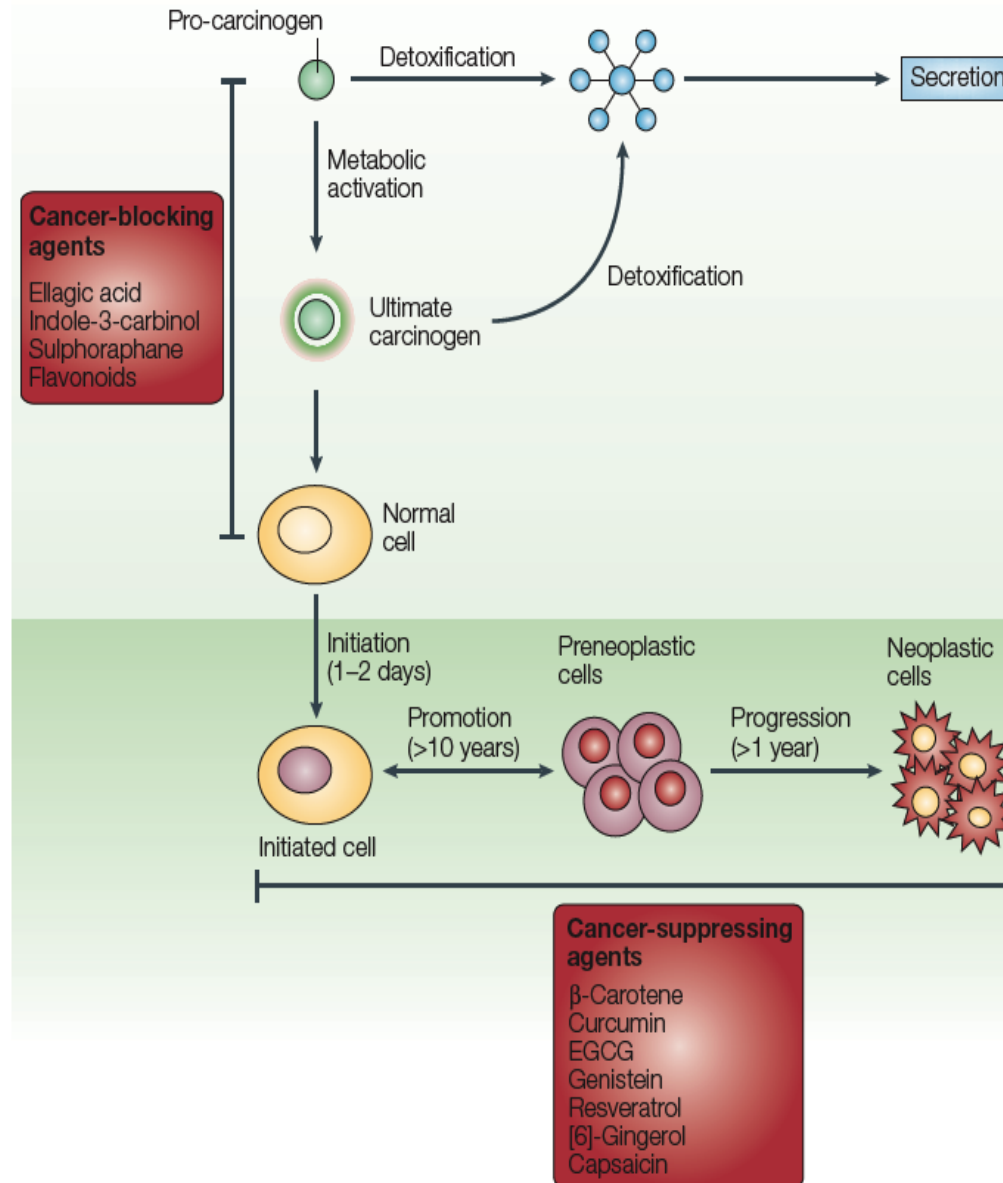 Pro-carcinogen
Detoxification
Secretion
Metabolic
activation
Cancer-blocking
agents
Ellagic acid
Indole-3-carbinol
Sulphoraphane
Flavonoids
Ultimate
carcinogen
Detoxification
Normal
cell
Initiation
(1–2 days)
Preneoplastic
cells
Neoplastic
cells
Promotion
(>10 years)
Progression
(>1 year)
Initiated cell
Cancer-suppressing
agents
β-Carotene
Curcumin
EGCG
Genistein
Resveratrol
[6]-Gingerol
Capsaicin